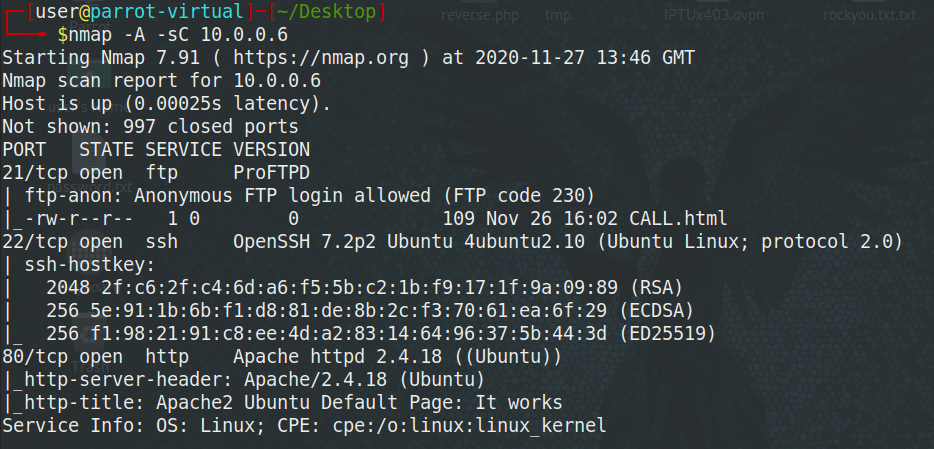 ┌─[user@parrot-virtual]─[~/Desktop]
└──╼ $nmap -A -sC 10.0.0.6
Starting Nmap 7.91 ( https://nmap.org ) at 2020-11-27 13:46 GMT
Nmap scan report for 10.0.0.6
Host is up (0.00025s latency).
Not shown: 997 closed ports
PORT   STATE SERVICE VERSION
21/tcp open  ftp     ProFTPD
| ftp-anon: Anonymous FTP login allowed (FTP code 230)
|_-rw-r--r--   1 0        0             109 Nov 26 16:02 CALL.html
22/tcp open  ssh     OpenSSH 7.2p2 Ubuntu 4ubuntu2.10 (Ubuntu Linux; protocol 2.0)
| ssh-hostkey:
|   2048 2f:c6:2f:c4:6d:a6:f5:5b:c2:1b:f9:17:1f:9a:09:89 (RSA)
|   256 5e:91:1b:6b:f1:d8:81:de:8b:2c:f3:70:61:ea:6f:29 (ECDSA)
|_  256 f1:98:21:91:c8:ee:4d:a2:83:14:64:96:37:5b:44:3d (ED25519)
80/tcp open  http    Apache httpd 2.4.18 ((Ubuntu))
|_http-server-header: Apache/2.4.18 (Ubuntu)
|_http-title: Apache2 Ubuntu Default Page: It works
Service Info: OS: Linux; CPE: cpe:/o:linux:linux_kernel
reverse.php
tmp
IPTUx403.ovpn
rockyou.txt.txt
password.txt
Trash